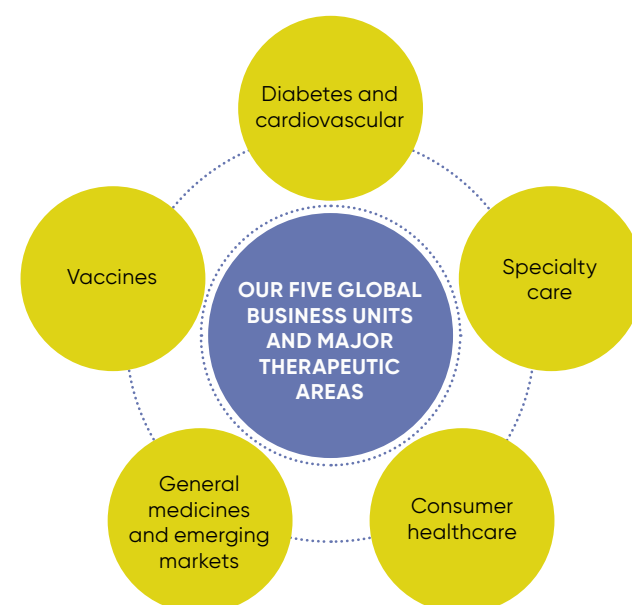 Diabetes and
cardiovascular
Specialty
care
Consumer
healthcare
General
medicines
and emerging
markets
Vaccines
OUR FIVE GLOBAL
BUSINESS UNITS
AND MAJOR
THERAPEUTIC
AREAS